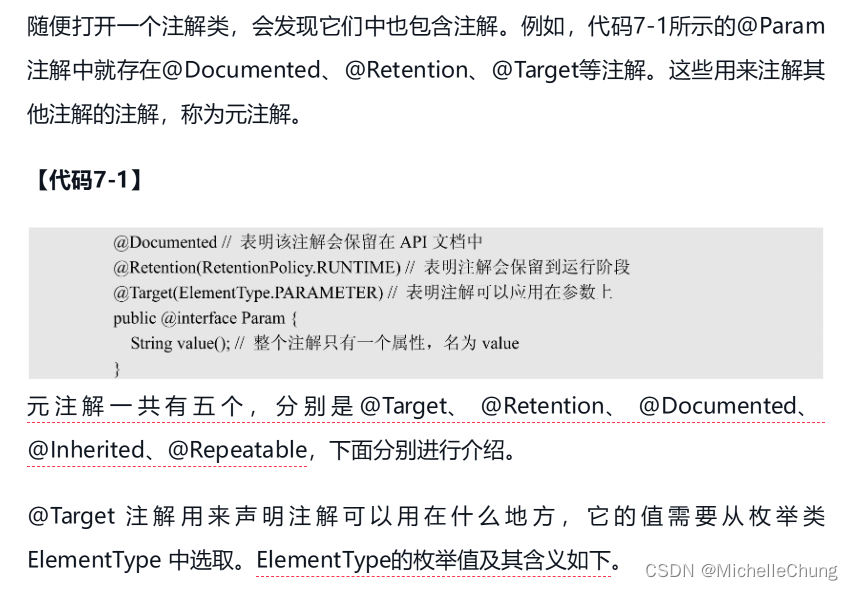 随便打开一个注解类，会发现它们中也包含注解。例如，代码7-1所示的@Param
注解中就存在@Documented、@Retention、@Target等注解。这些用来注解其
他注解的注解，称为元注解。
【代码7-1】
@Documented // 表明该注解会保留在 API 文档中
@Retention(RetentionPolicy.RUNTIME) // 表明注解会保留到运行阶段
@Target(ElementType.PARAMETER) // 表明注解可以应用在参数上
public @interface Param {
String value(); // 整个注解只有一个属性，名为 value
}
元注解一共有五个，分别是@Target、 @Retention、 @Documented、
@Inherited、@Repeatable，下面分别进行介绍。
@Target 注解用来声明注解可以用在什么地方，它的值需要从枚举类
ElementType 中选取。ElementType的枚举值及其含义如下。
CSDN @MichelleChung